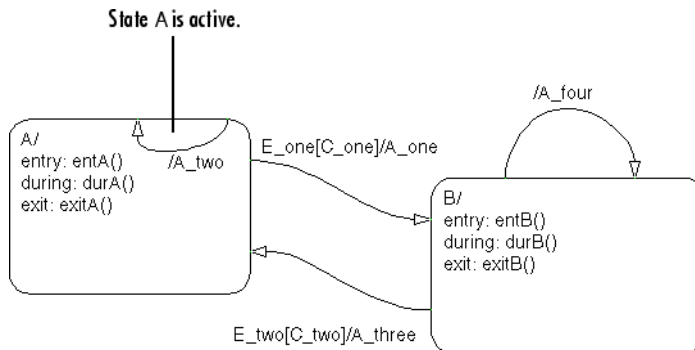 State A is active.
A/
entry: entA()
during: durA()
exit: exitA()
/A_two
E_one[C_one]/A_one
/A_four
B/
entry: entB()
during: durB()
exit: exitB()
E_two[C_two]/A_three